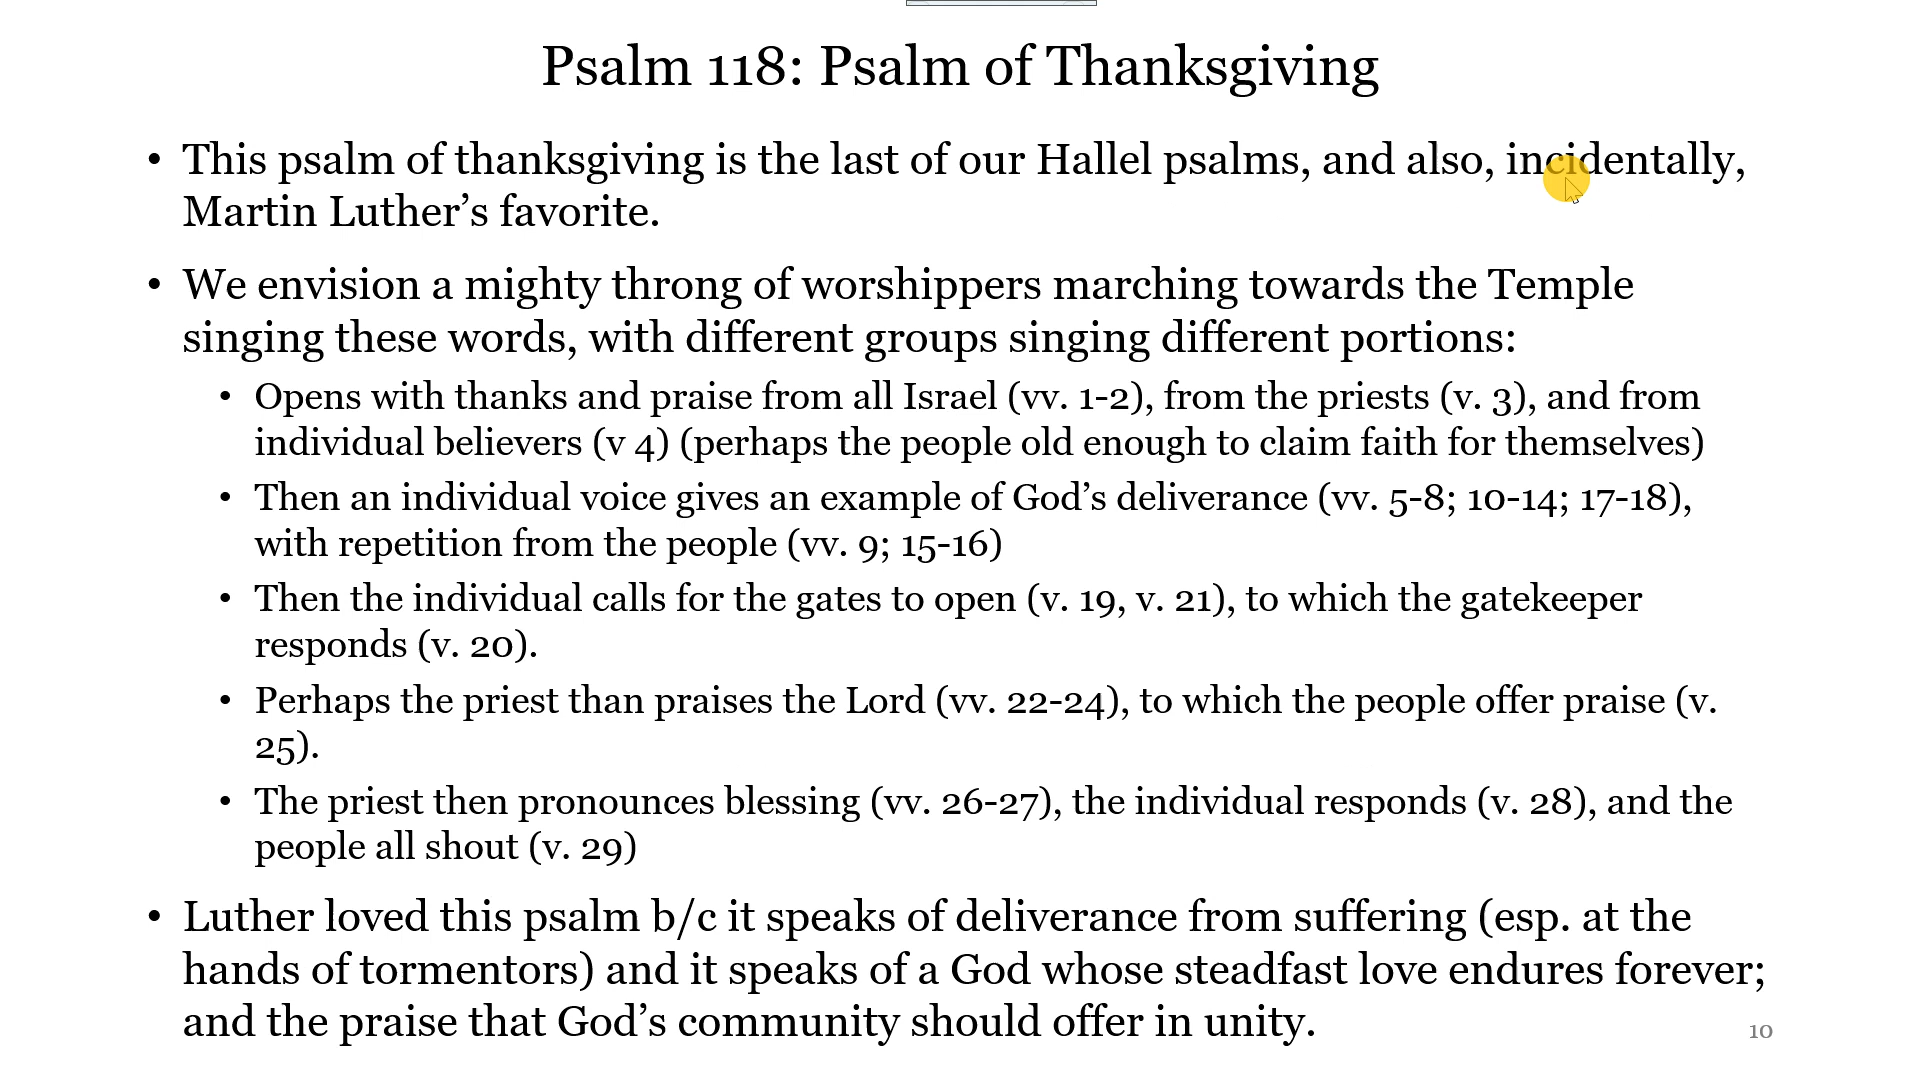 Psalm 118: Psalm of Thanksgiving
• This psalm of thanksgiving is the last of our Hallel psalms, and also, incidentally,
Martin Luther’s favorite.
• We envision a mighty throng of worshippers marching towards the Temple
singing these words, with different groups singing different portions:
• Opens with thanks and praise from all Israel (vv. 1-2), from the priests (v. 3), and from
individual believers (v 4) (perhaps the people old enough to claim faith for themselves)
• Then an individual voice gives an example of God’s deliverance (vv. 5-8; 10-14; 17-18),
with repetition from the people (vv. 9; 15-16)
• Then the individual calls for the gates to open (v. 19, v. 21), to which the gatekeeper
responds (v. 20).
• Perhaps the priest than praises the Lord (vv. 22-24), to which the people offer praise (v.
25).
• The priest then pronounces blessing (vv. 26-27), the individual responds (v. 28), and the
people all shout (v. 29)
• Luther loved this psalm b/c it speaks of deliverance from suffering (esp. at the
hands of tormentors) and it speaks of a God whose steadfast love endures forever;
and the praise that God’s community should offer in unity.
10